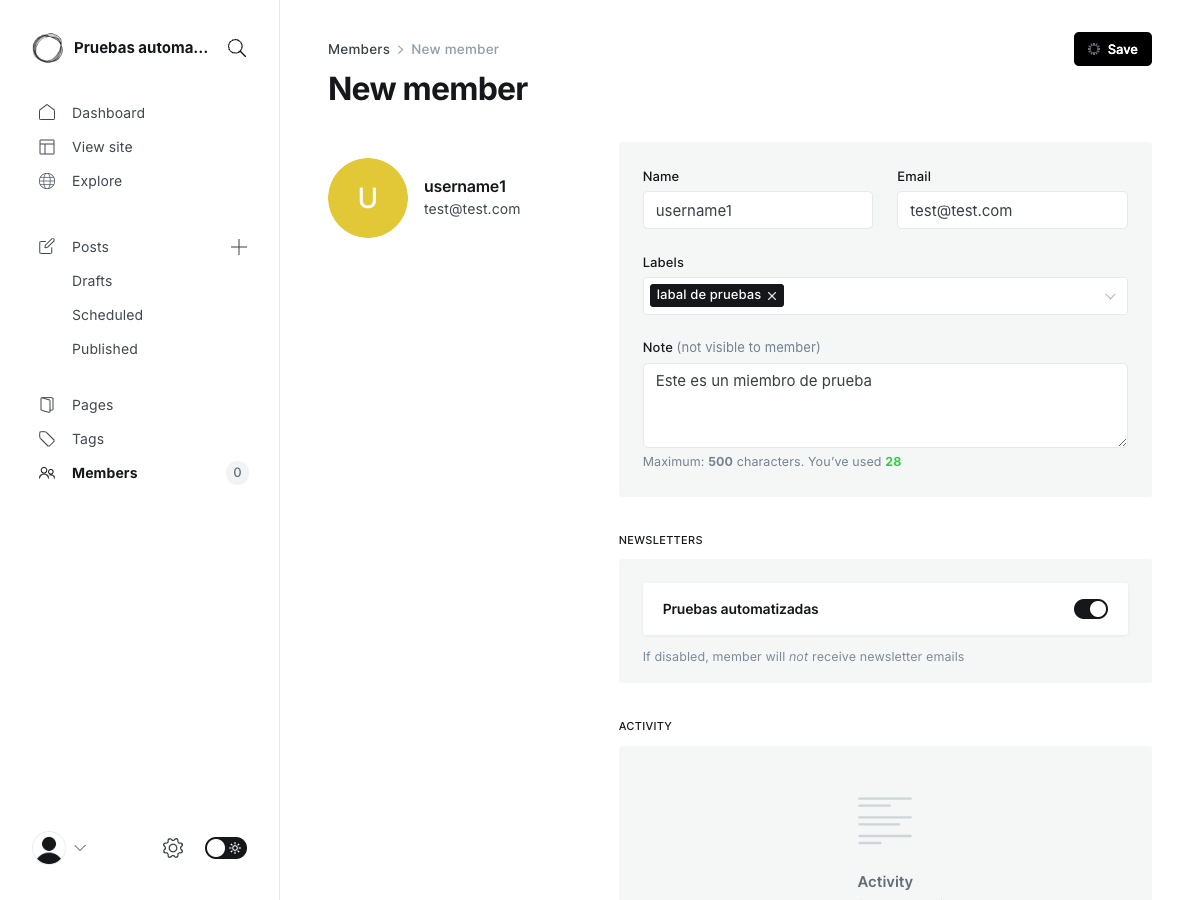 Pruebas automa...
Dashboard
View site
Explore
Posts
Drafts
Scheduled
Published
Pages
Tags
Members
0
Members
New member
Save
New member
U
username1
test@test.com
Name
Email
username1
test@test.com
Labels
labal de pruebas
Note (not visible to member)
Este es un miembro de prueba
Maximum: 500 characters. You’ve used 28
NEWSLETTERS
Pruebas automatizadas
If disabled, member will not receive newsletter emails
ACTIVITY
Activity